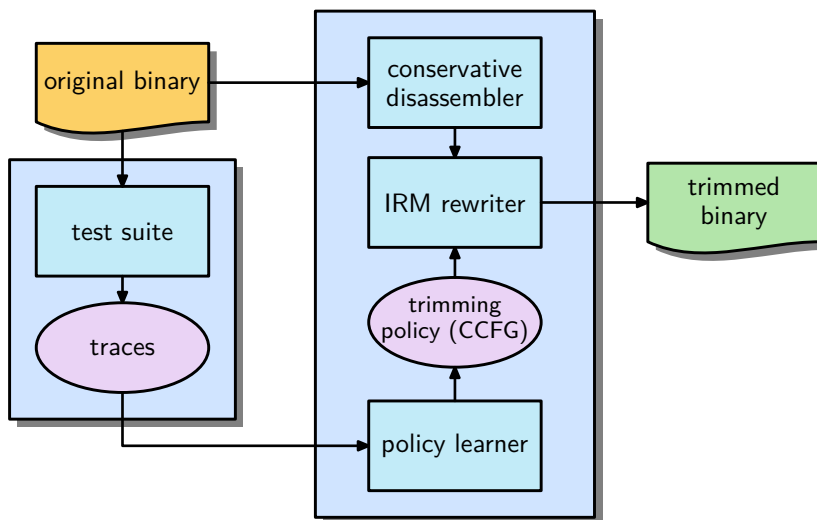 original binary
conservative
disassembler
test suite
IRM rewriter
trimmed
binary
traces
trimming
policy (CCFG)
policy learner